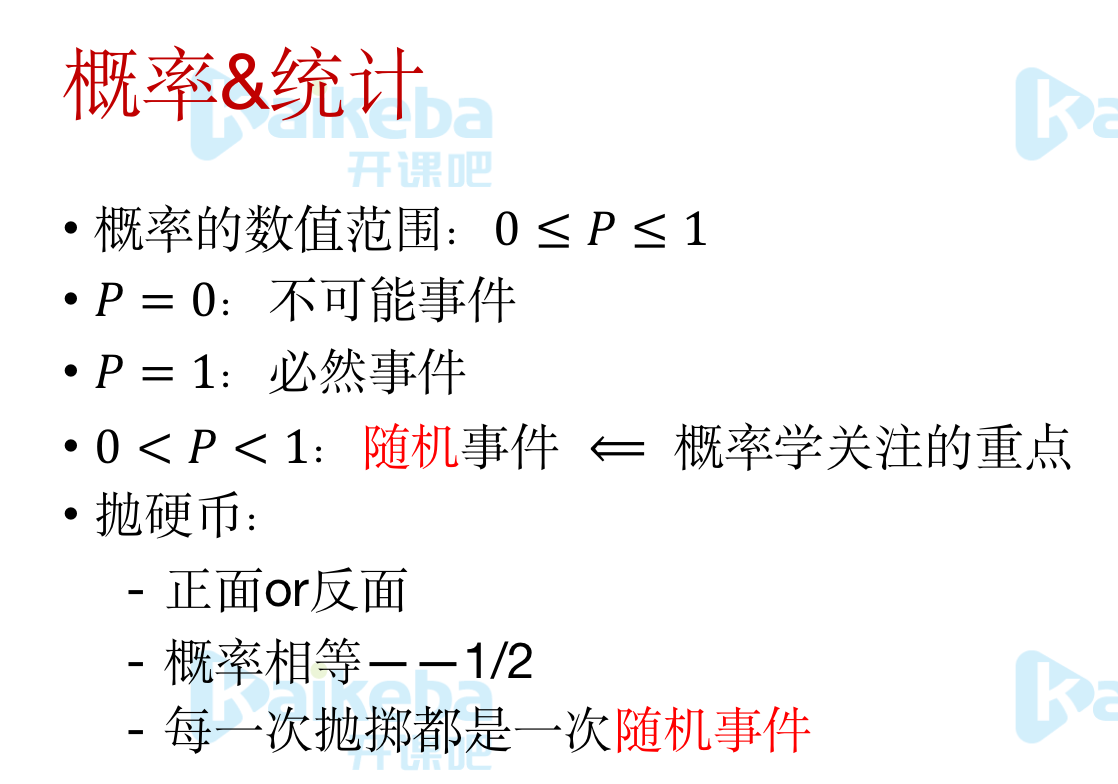 概率&统计
Kaikeba
开课吧
• 概率的数值范围： 0 ≤ P ≤ 1
• P = 0： 不可能事件
• P = 1： 必然事件
• 0 < P < 1： 随机事件 ⟸ 概率学关注的重点
• 抛硬币：
- 正面or反面
- 概率相等——1/2
Kaikeba
- 每一次抛掷都是一次随机事件
开课吧